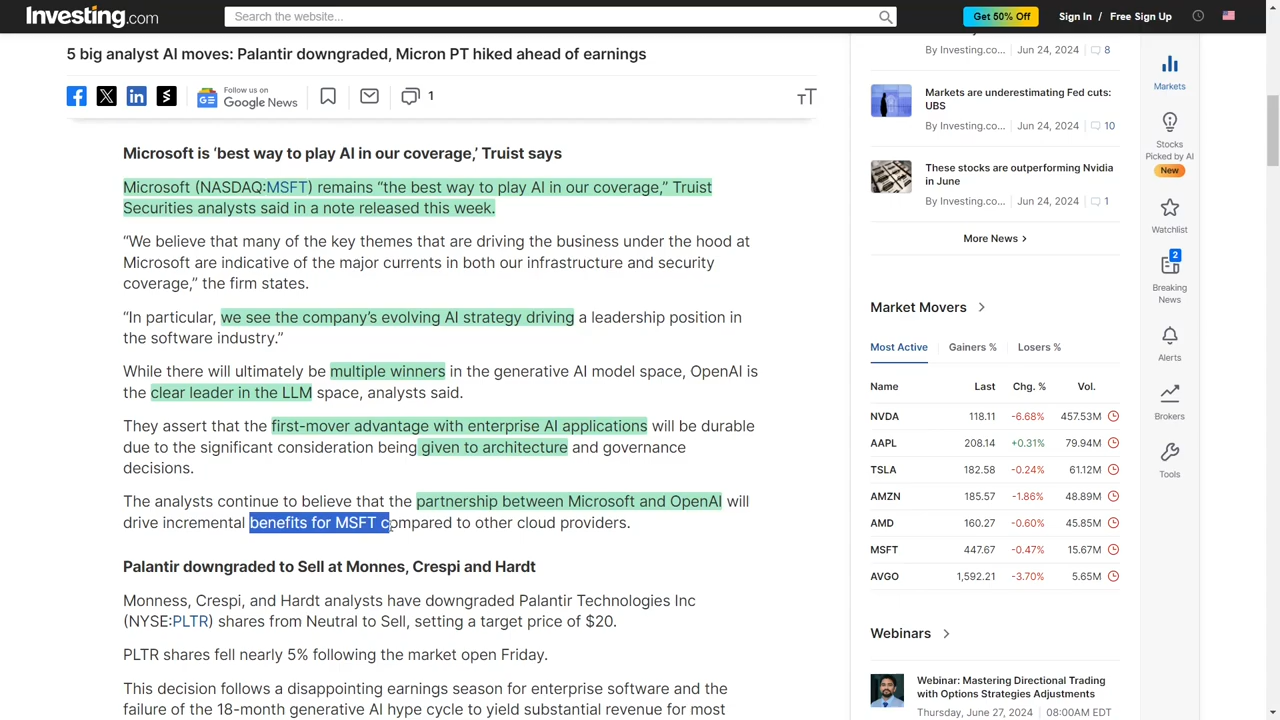 Investing.com
Search the website...
Get 50% Off
Sign In / Free Sign Up
5 big analyst AI moves: Palantir downgraded, Micron PT hiked ahead of earnings
Follow us on
Google News
1
Microsoft is ‘best way to play AI in our coverage,’ Truist says
Microsoft (NASDAQ:MSFT) remains “the best way to play AI in our coverage,” Truist
Securities analysts said in a note released this week.
“We believe that many of the key themes that are driving the business under the hood at
Microsoft are indicative of the major currents in both our infrastructure and security
coverage,” the firm states.
“In particular, we see the company’s evolving AI strategy driving a leadership position in
the software industry.”
While there will ultimately be multiple winners in the generative AI model space, OpenAI is
the clear leader in the LLM space, analysts said.
They assert that the first-mover advantage with enterprise AI applications will be durable
due to the significant consideration being given to architecture and governance
decisions.
The analysts continue to believe that the partnership between Microsoft and OpenAI will
drive incremental benefits for MSFT compared to other cloud providers.
Palantir downgraded to Sell at Monnes, Crespi and Hardt
Monness, Crespi, and Hardt analysts have downgraded Palantir Technologies Inc
(NYSE:PLTR) shares from Neutral to Sell, setting a target price of $20.
PLTR shares fell nearly 5% following the market open Friday.
This decision follows a disappointing earnings season for enterprise software and the
failure of the 18-month generative AI hype cycle to yield substantial revenue for most
By Investing.co... Jun 24, 2024 8
Markets are underestimating Fed cuts:
UBS
By Investing.co... Jun 24, 2024 10
These stocks are outperforming Nvidia
in June
By Investing.co... Jun 24, 2024 1
More News
Market Movers
Most Active Gainers % Losers %
Name Last Chg. % Vol.
NVDA 118.11 -6.68% 457.53M
AAPL 208.14 +0.31% 79.94M
TSLA 182.58 -0.24% 61.12M
AMZN 185.57 -1.86% 48.89M
AMD 160.27 -0.60% 45.85M
MSFT 447.67 -0.47% 15.67M
AVGO 1,592.21 -3.70% 5.65M
Webinars
Webinar: Mastering Directional Trading
with Options Strategies Adjustments
Thursday, June 27, 2024 08:00AM EDT
Markets
Stocks
Picked by AI
New
Watchlist
2
Breaking
News
Alerts
Brokers
Tools